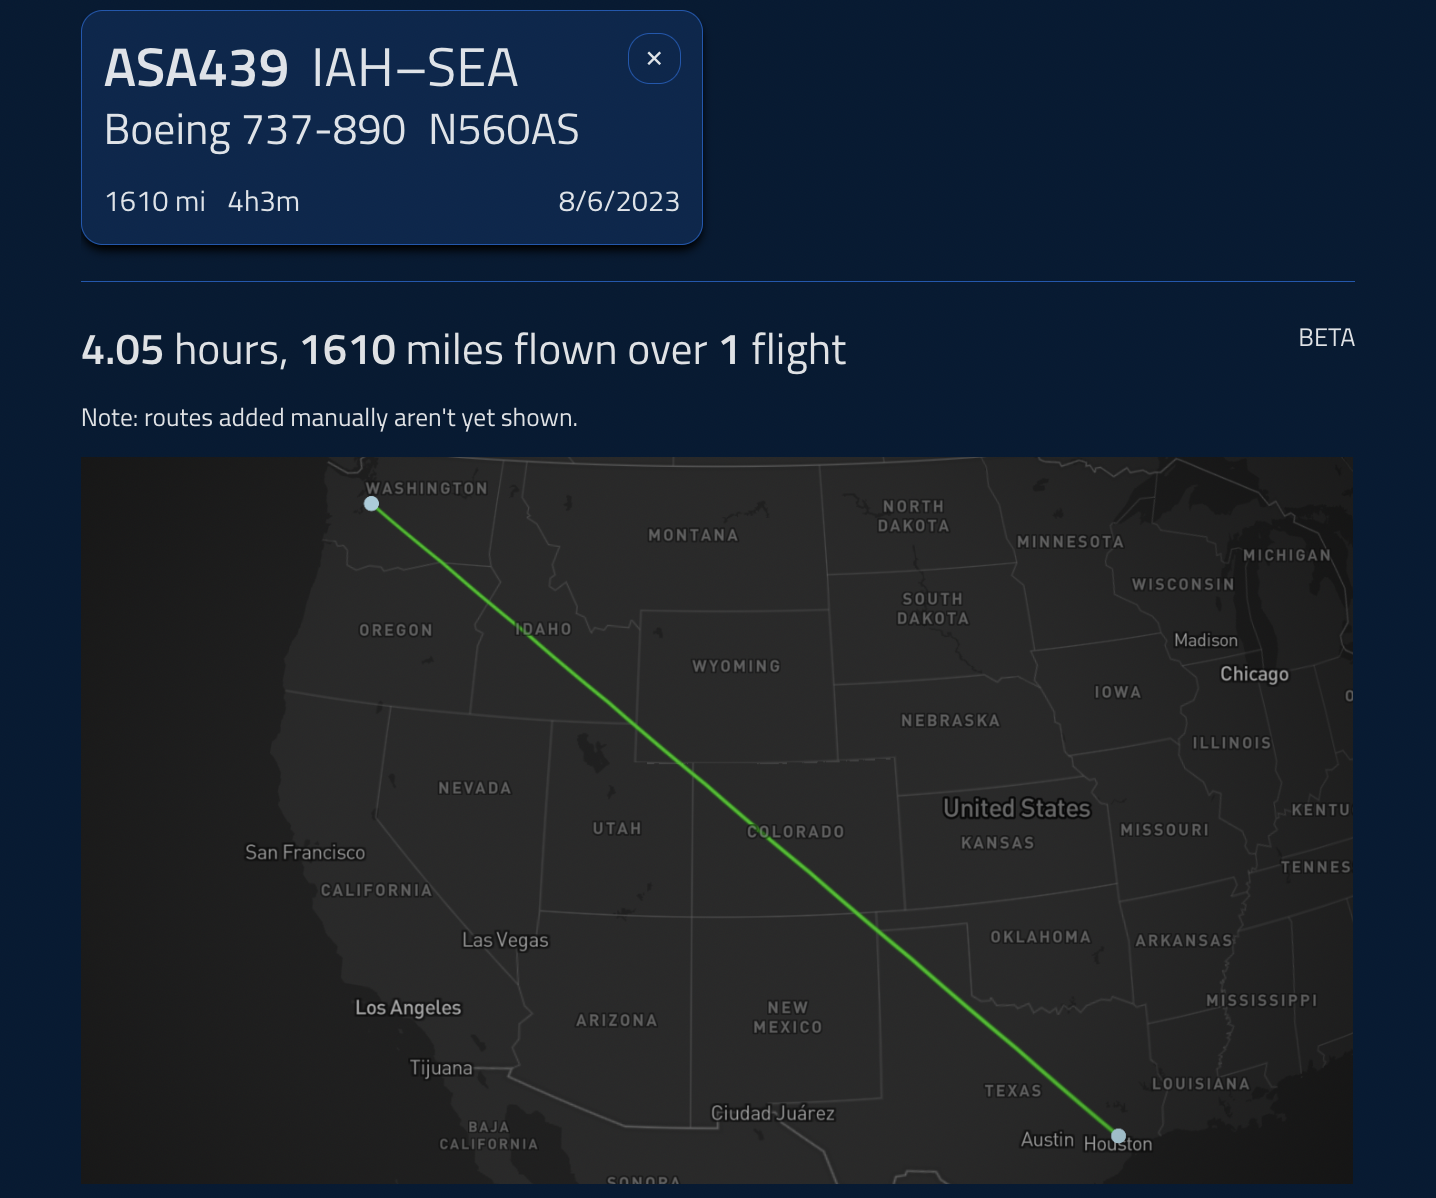 ASA439 IAH–SEA
×
Boeing 737-890 N560AS
1610 mi 4h3m 8/6/2023
4.05 hours, 1610 miles flown over 1 flight
BETA
Note: routes added manually aren't yet shown.
WASHINGTON
MONTANA
NORTH
DAKOTA
MINNESOTA
MICHIGAN
WISCONSIN
SOUTH
DAKOTA
OREGON
IDAHO
Madison
WYOMING
Chicago
IOWA
O
NEBRASKA
ILLINOIS
NEVADA
United States
KENTU
UTAH
COLORADO
MISSOURI
KANSAS
San Francisco
TENNES
CALIFORNIA
Las Vegas
OKLAHOMA
ARKANSAS
Los Angeles
NEW
MEXICO
MISSISSIPPI
ARIZONA
Tijuana
TEXAS
LOUISIANA
Ciudad Juárez
BAJA
CALIFORNIA
Austin
Houston
SONORA